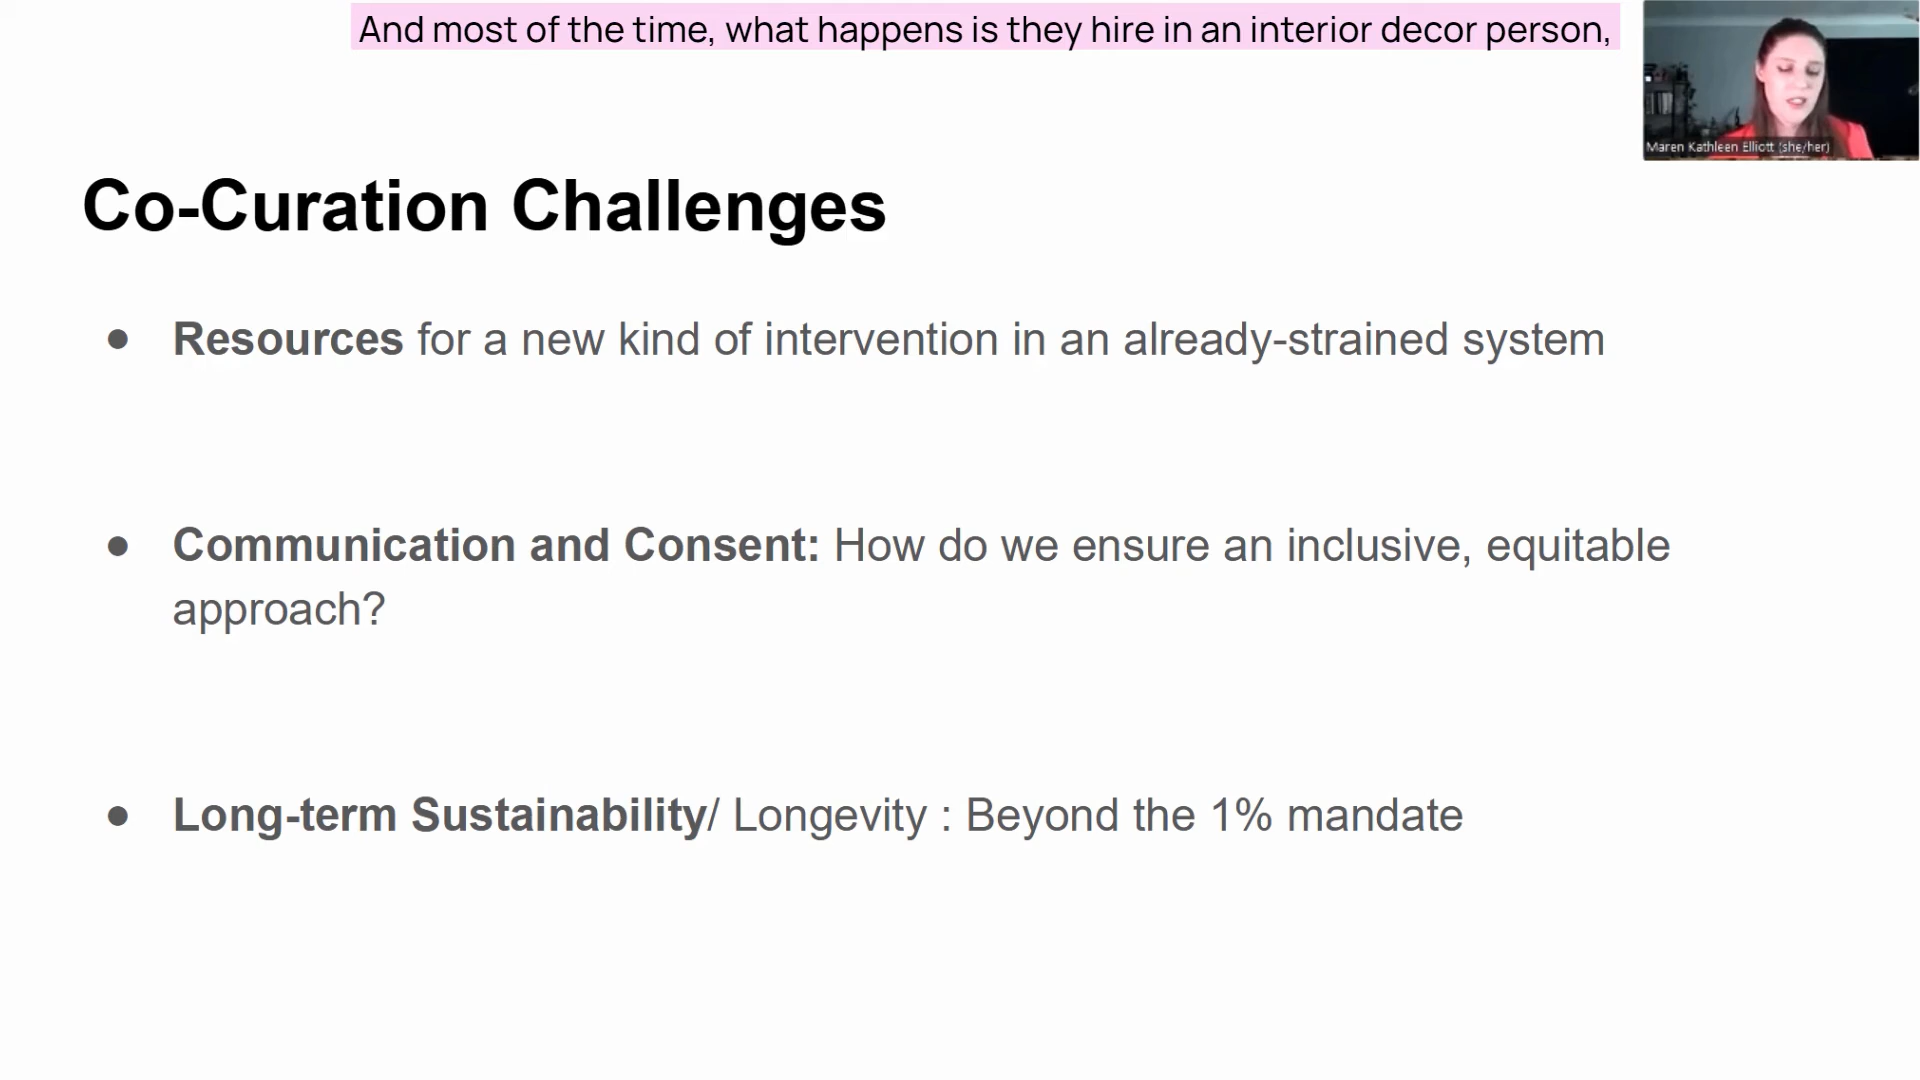 And most of the time, what happens is they hire in an interior decor person,
Maren Kathleen Elliott (she/her)
Co-Curation Challenges
● Resources for a new kind of intervention in an already-strained system
● Communication and Consent: How do we ensure an inclusive, equitable
approach?
● Long-term Sustainability/ Longevity : Beyond the 1% mandate